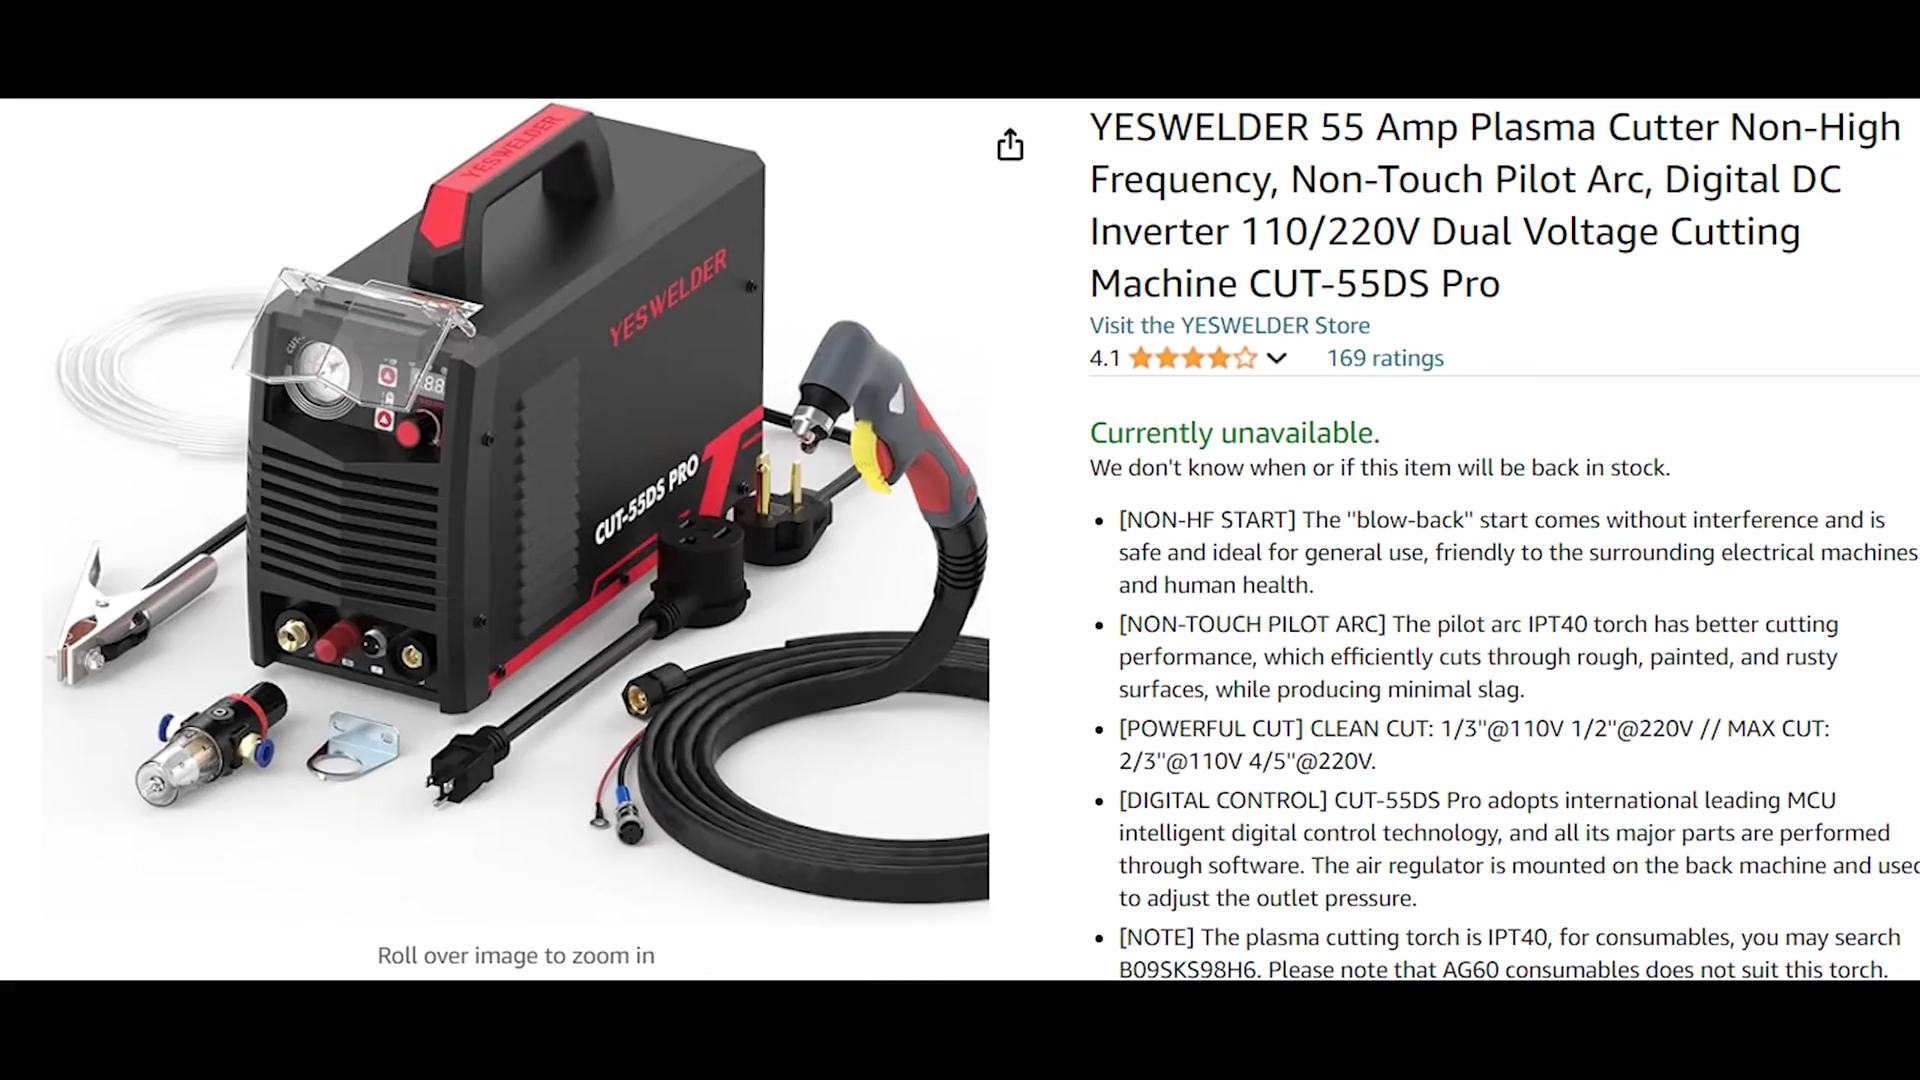 YESWELDER 55 Amp Plasma Cutter Non-High
Frequency, Non-Touch Pilot Arc, Digital DC
Inverter 110/220V Dual Voltage Cutting
Machine CUT-55DS Pro
Visit the YESWELDER Store
4.1
169 ratings
Currently unavailable.
We don't know when or if this item will be back in stock.
• [NON-HF START] The "blow-back" start comes without interference and is
safe and ideal for general use, friendly to the surrounding electrical machines
and human health.
• [NON-TOUCH PILOT ARC] The pilot arc IPT40 torch has better cutting
performance, which efficiently cuts through rough, painted, and rusty
surfaces, while producing minimal slag.
• [POWERFUL CUT] CLEAN CUT: 1/3"@110V 1/2"@220V // MAX CUT:
2/3"@110V 4/5"@220V.
• [DIGITAL CONTROL] CUT-55DS Pro adopts international leading MCU
intelligent digital control technology, and all its major parts are performed
through software. The air regulator is mounted on the back machine and used
to adjust the outlet pressure.
• [NOTE] The plasma cutting torch is IPT40, for consumables, you may search
B09SKS98H6. Please note that AG60 consumables does not suit this torch.
YESWELDER
YESWELDER
CUT-55DS PRO
Roll over image to zoom in